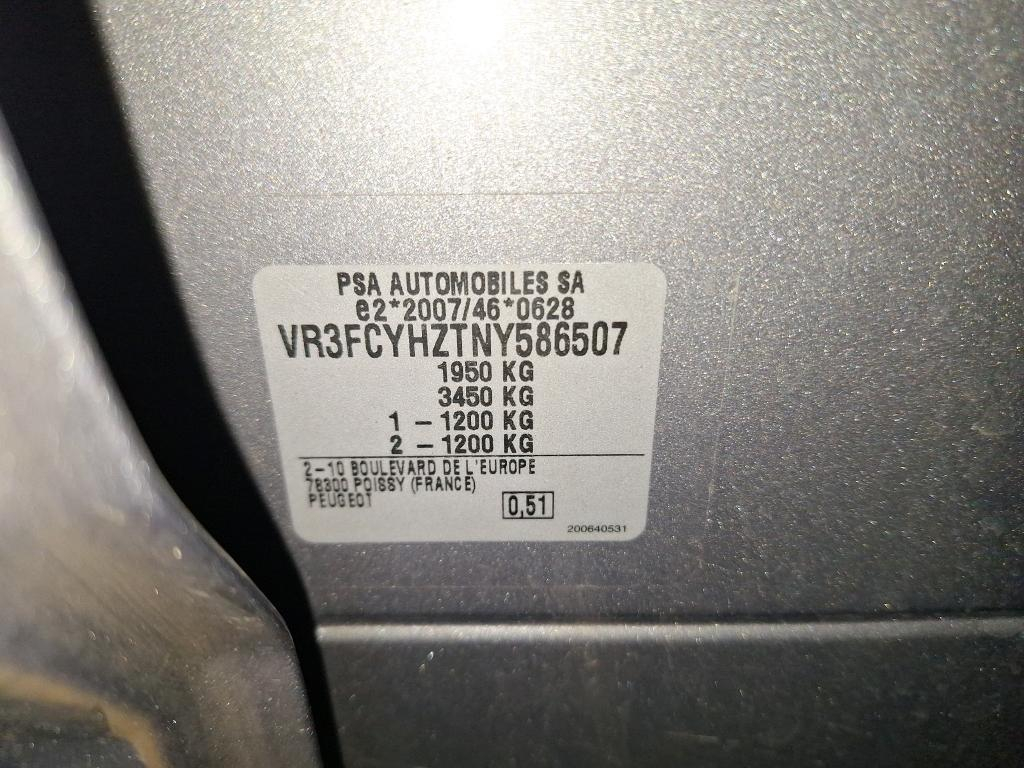 PSA AUTOMOBILES SA
e2*2007/46*0628
VR3FCYHZTNY586507
1950 KG
3450 KG
1 – 1200 KG
2 – 1200 KG
2–10 BOULEVARD DE L'EUROPE
78300 POISSY (FRANCE)
PEUGEOT
0,51
200640531